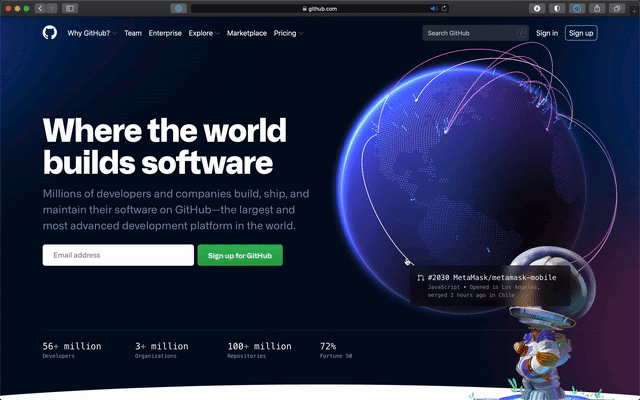 github.com
Why GitHub? Team Enterprise Explore Marketplace Pricing
Search GitHub /
Sign in
Sign up
Where the world
builds software
Millions of developers and companies build, ship, and
maintain their software on GitHub—the largest and
most advanced development platform in the world.
Email address
Sign up for GitHub
#2030 MetaMask/metamask-mobile
JavaScript • Opened in Los Angeles,
merged 2 hours ago in Chile
56+ million
Developers
3+ million
Organizations
100+ million
Repositories
72%
Fortune 50